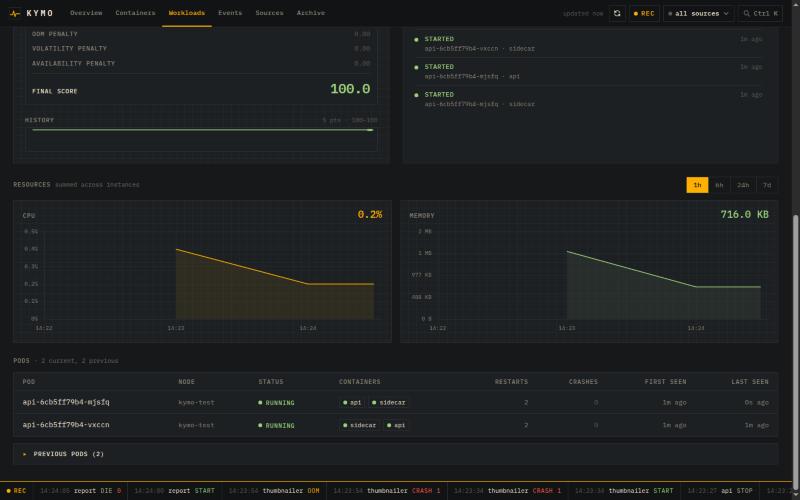 KYMO Overview Containers Workloads Events Sources Archive updated now REC all sources Ctrl K
OOM PENALTY 0.00
VOLATILITY PENALTY 0.00
AVAILABILITY PENALTY 0.00
FINAL SCORE 100.0
HISTORY 5 pts · 100–100
STARTED 1m ago
api-6cb5ff79b4-vxccn · sidecar
STARTED 1m ago
api-6cb5ff79b4-mjsfq · api
STARTED 1m ago
api-6cb5ff79b4-mjsfq · sidecar
RESOURCES summed across instances 1h 6h 24h 7d
CPU 0.2%
0.5%
0.4%
0.3%
0.2%
0.1%
0%
14:22 14:23 14:24
MEMORY 716.0 KB
2 MB
1 MB
977 KB
488 KB
0 B
14:22 14:23 14:24
PODS · 2 current, 2 previous
POD NODE STATUS CONTAINERS RESTARTS CRASHES FIRST SEEN LAST SEEN
api-6cb5ff79b4-mjsfq kymo-test RUNNING api sidecar 2 0 1m ago 0s ago
api-6cb5ff79b4-vxccn kymo-test RUNNING sidecar api 2 0 1m ago 1m ago
PREVIOUS PODS (2)
REC 14:24:05 report DIE 0 14:24:00 report START 14:23:54 thumbnailer OOM 14:23:54 thumbnailer CRASH 1 14:23:34 thumbnailer CRASH 1 14:23:34 thumbnailer START 14:23:27 api STOP